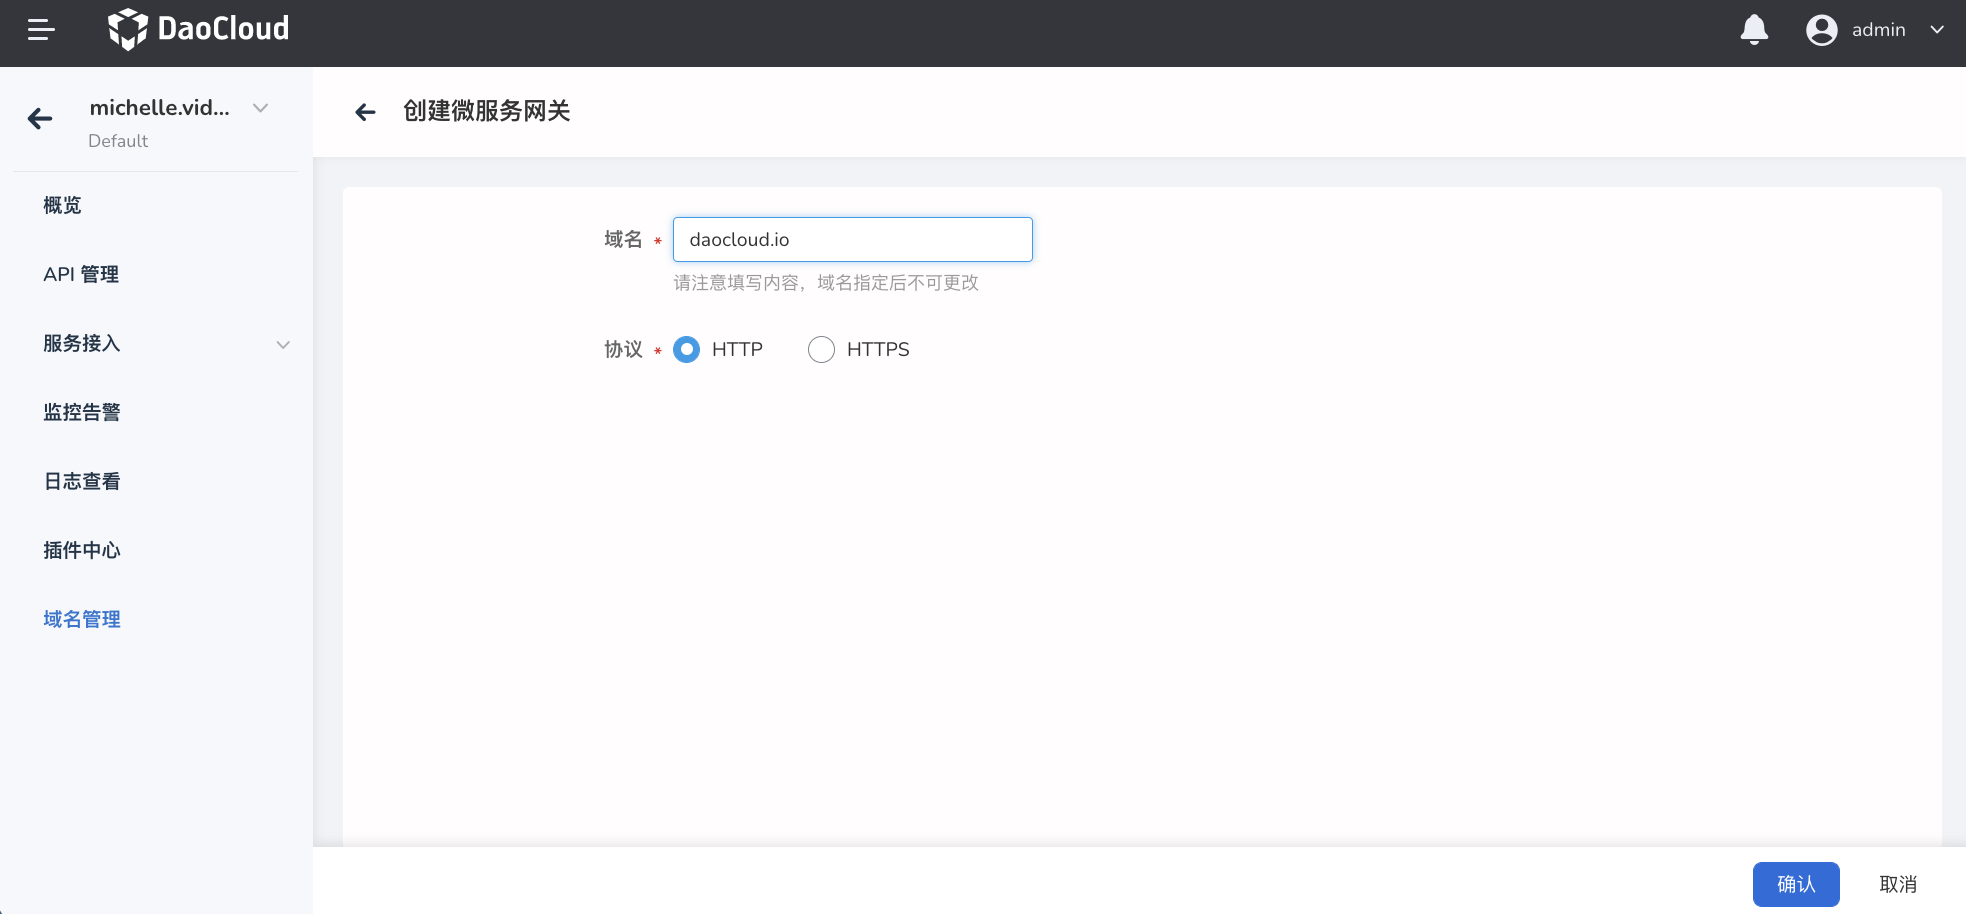 DaoCloud
admin
michelle.vid...
Default
概览
API 管理
服务接入
监控告警
日志查看
插件中心
域名管理
创建微服务网关
域名 * daocloud.io
请注意填写内容，域名指定后不可更改
协议 * HTTP HTTPS
确认 取消